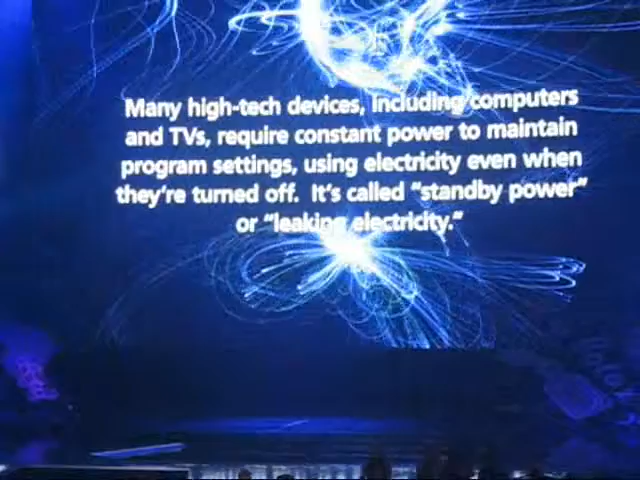 Many high-tech devices, including computers
and TVs, require constant power to maintain
program settings, using electricity even when
they're turned off. It's called "standby power"
or "leaking electricity."